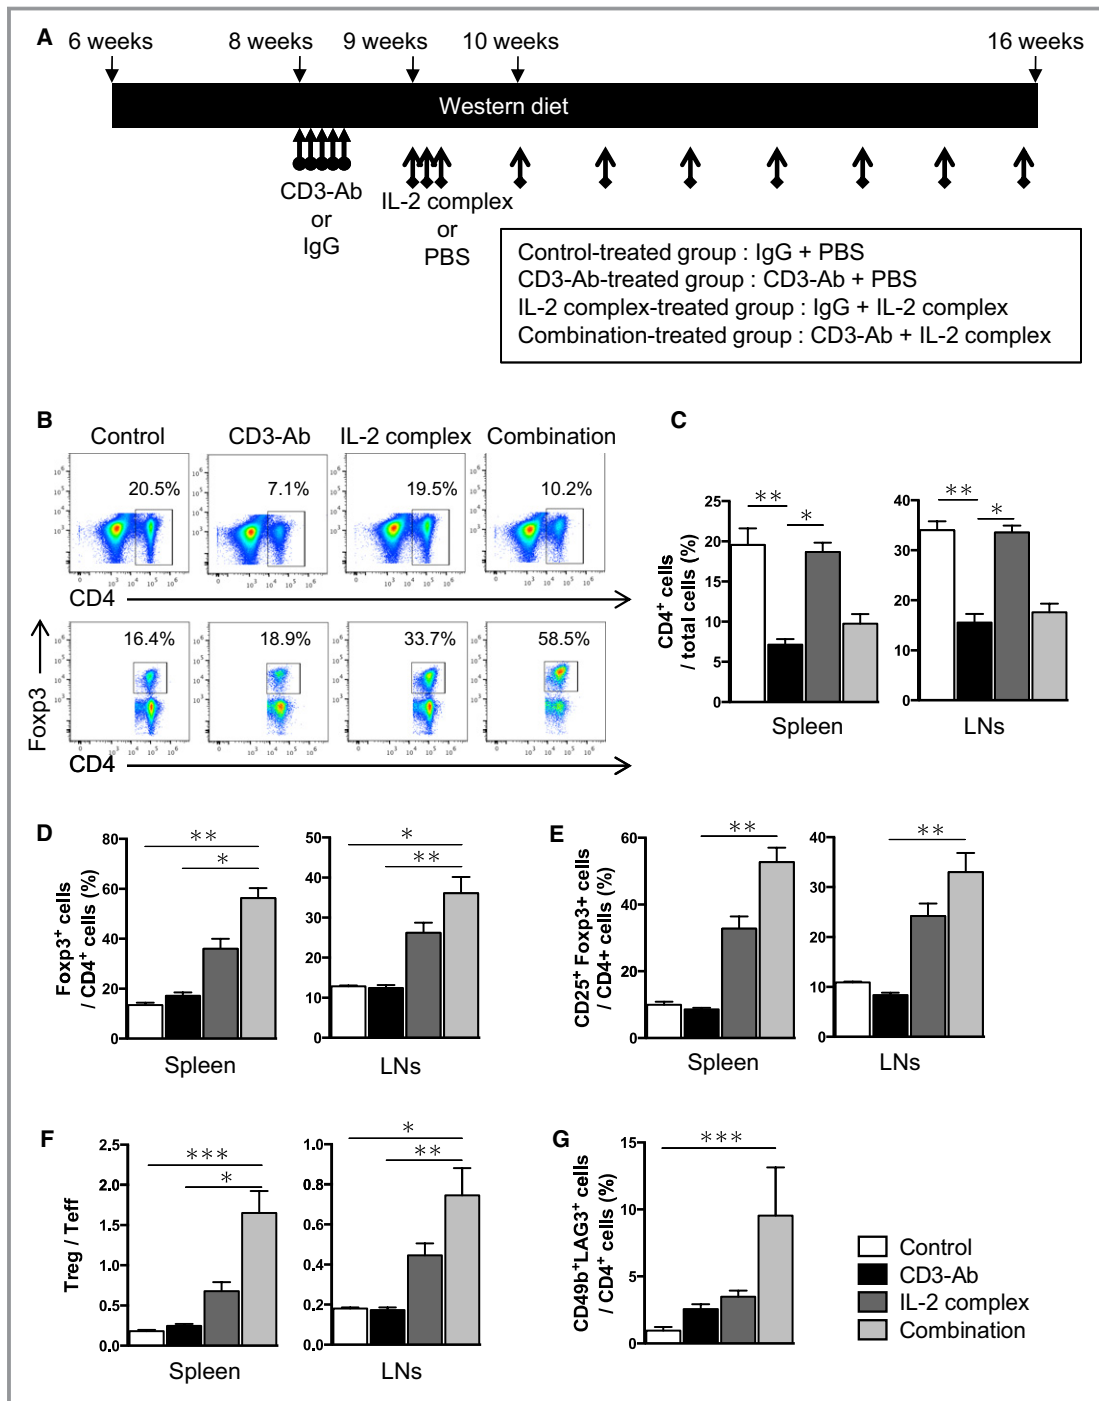 A
6 weeks 8 weeks 9 weeks 10 weeks 16 weeks
Western diet
CD3-Ab
or
IgG
IL-2 complex
or
PBS
Control-treated group : IgG + PBS
CD3-Ab-treated group : CD3-Ab + PBS
IL-2 complex-treated group : IgG + IL-2 complex
Combination-treated group : CD3-Ab + IL-2 complex
B
Control CD3-Ab IL-2 complex Combination
20.5% 7.1% 19.5% 10.2%
CD4
16.4% 18.9% 33.7% 58.5%
Foxp3
CD4
C
CD4⁺ cells
/ total cells (%)
25
20
15
10
5
0
** *
Spleen
40
30
20
10
0
** *
LNs
D
Foxp3⁺ cells
/ CD4⁺ cells (%)
80
60
40
20
0
**
*
Spleen
50
40
30
20
10
0
*
**
LNs
E
CD25⁺ Foxp3+ cells
/ CD4+ cells (%)
60
40
20
0
**
Spleen
40
30
20
10
0
**
LNs
F
Treg / Teff
2.5
2.0
1.5
1.0
0.5
0.0
***
*
Spleen
1.0
0.8
0.6
0.4
0.2
0.0
*
**
LNs
G
CD49b⁺LAG3⁺ cells
/ CD4⁺ cells (%)
15
10
5
0
***
Control
CD3-Ab
IL-2 complex
Combination